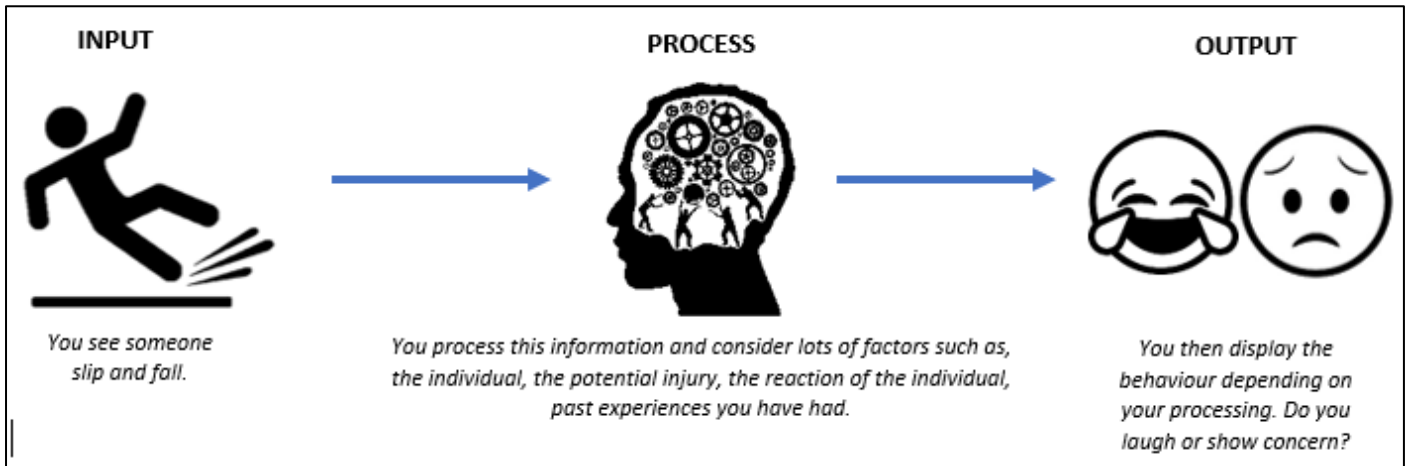 INPUT
PROCESS
OUTPUT
You see someone
slip and fall.
You process this information and consider lots of factors such as,
the individual, the potential injury, the reaction of the individual,
past experiences you have had.
You then display the
behaviour depending on
your processing. Do you
laugh or show concern?